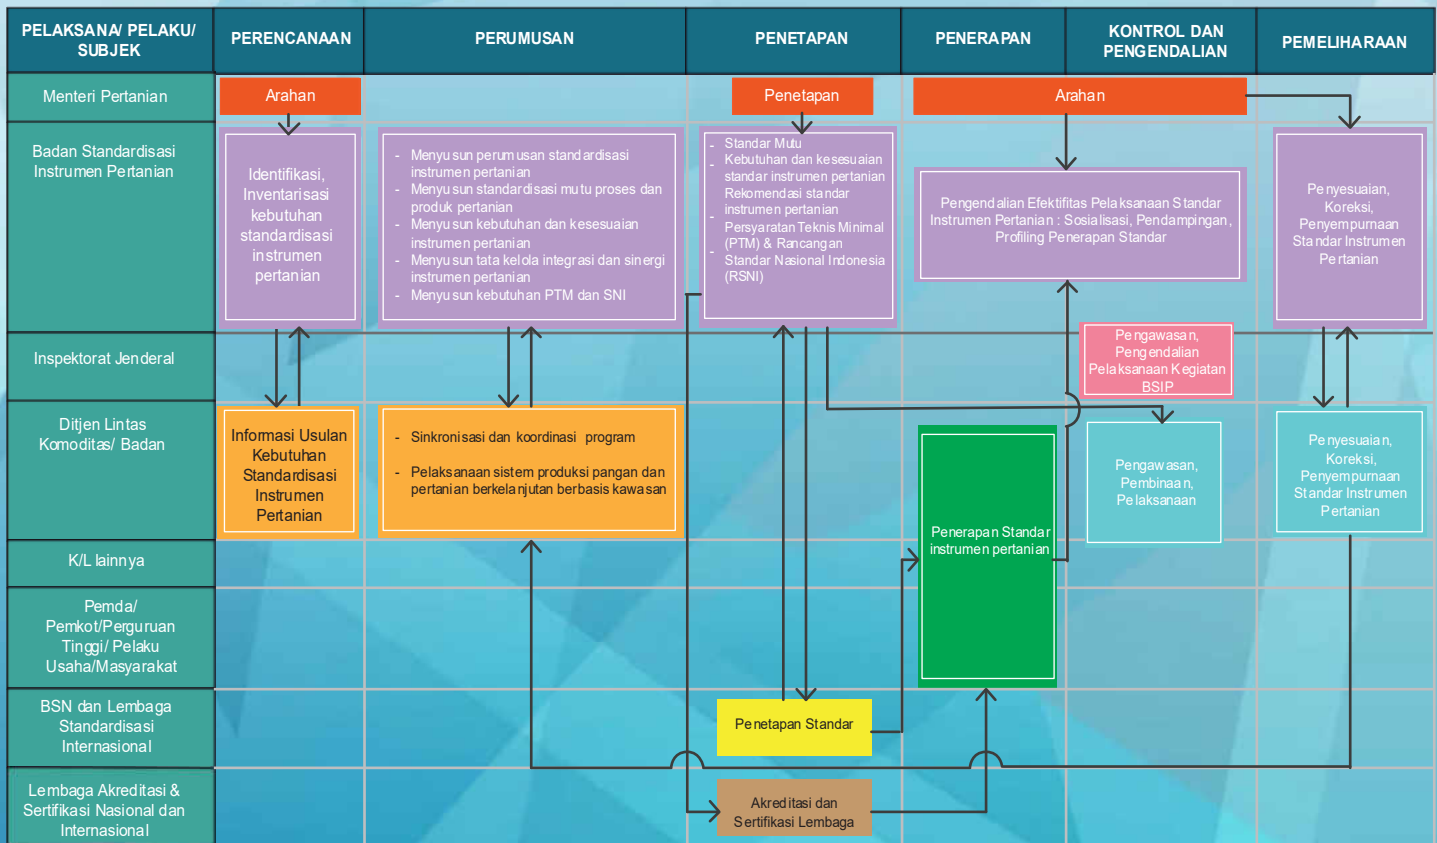 PELAKSANA/ PELAKU/
SUBJEK
PERENCANAAN
PERUMUSAN
PENETAPAN
PENERAPAN
KONTROL DAN
PENGENDALIAN
PEMELIHARAAN
Menteri Pertanian
Arahan
Penetapan
Arahan
Badan Standardisasi
Instrumen Pertanian
Identifikasi,
Inventarisasi
kebutuhan
standardisasi
instrumen
pertanian
- Menyusun perumusan standardisasi
instrumen pertanian
- Menyusun standardisasi mutu proses dan
produk pertanian
- Menyusun kebutuhan dan kesesuaian
instrumen pertanian
- Menyusun tata kelola integrasi dan sinergi
instrumen pertanian
- Menyusun kebutuhan PTM dan SNI
- Standar Mutu
- Kebutuhan dan kesesuaian
standar instrumen pertanian
Rekomendasi standar
instrumen pertanian
- Persyaratan Teknis Minimal
(PTM) & Rancangan
- Standar Nasional Indonesia
(RSNI)
Pengendalian Efektifitas Pelaksanaan Standar
Instrumen Pertanian : Sosialisasi, Pendampingan,
Profiling Penerapan Standar
Penyesuaian,
Koreksi,
Penyempurnaan
Standar Instrumen
Pertanian
Inspektorat Jenderal
Pengawasan,
Pengendalian
Pelaksanaan Kegiatan
BSIP
Ditjen Lintas
Komoditas/ Badan
Informasi Usulan
Kebutuhan
Standardisasi
Instrumen
Pertanian
- Sinkronisasi dan koordinasi program
- Pelaksanaan sistem produksi pangan dan
pertanian berkelanjutan berbasis kawasan
Penerapan Standar
instrumen pertanian
Pengawasan,
Pembinaan,
Pelaksanaan
Penyesuaian,
Koreksi,
Penyempurnaan
Standar Instrumen
Pertanian
K/L lainnya
Pemda/
Pemkot/Perguruan
Tinggi/ Pelaku
Usaha/Masyarakat
BSN dan Lembaga
Standardisasi
Internasional
Penetapan Standar
Lembaga Akreditasi &
Sertifikasi Nasional dan
Internasional
Akreditasi dan
Sertifikasi Lembaga